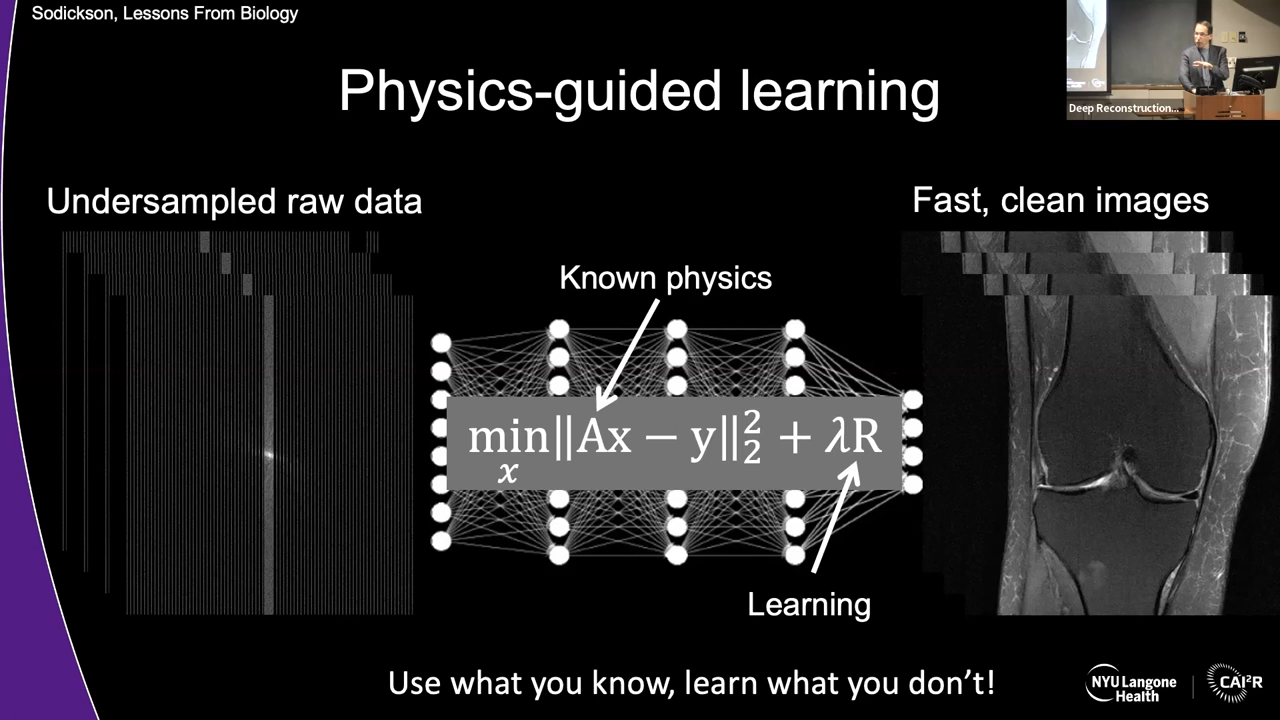 Sodickson, Lessons From Biology
Deep Reconstruction...
Physics-guided learning
Undersampled raw data
Fast, clean images
Known physics
min‖Ax − y‖₂² + λR
x
Learning
Use what you know, learn what you don't!
NYU Langone
Health
CAI²R